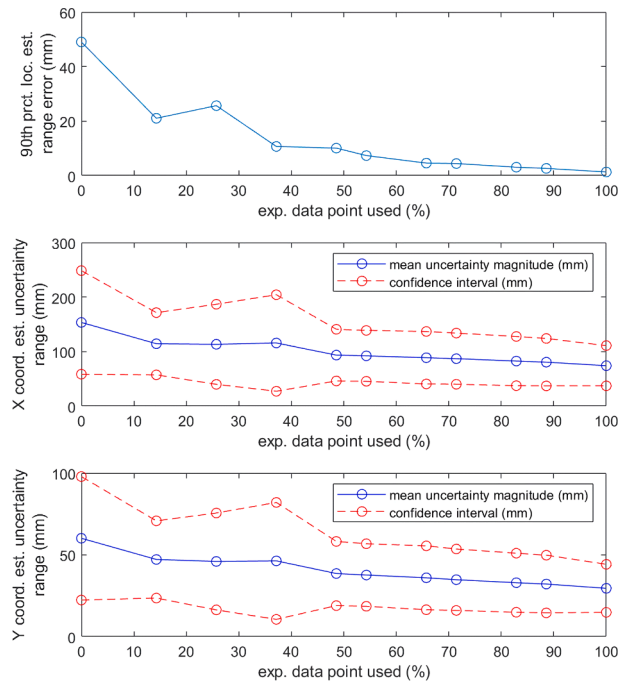 90th prct. loc. est.
range error (mm)
60
40
20
0
0 10 20 30 40 50 60 70 80 90 100
exp. data point used (%)
X coord. est. uncertainty
range (mm)
300
200
100
0
mean uncertainty magnitude (mm)
confidence interval (mm)
0 10 20 30 40 50 60 70 80 90 100
exp. data point used (%)
Y coord. est. uncertainty
range (mm)
100
50
0
mean uncertainty magnitude (mm)
confidence interval (mm)
0 10 20 30 40 50 60 70 80 90 100
exp. data point used (%)